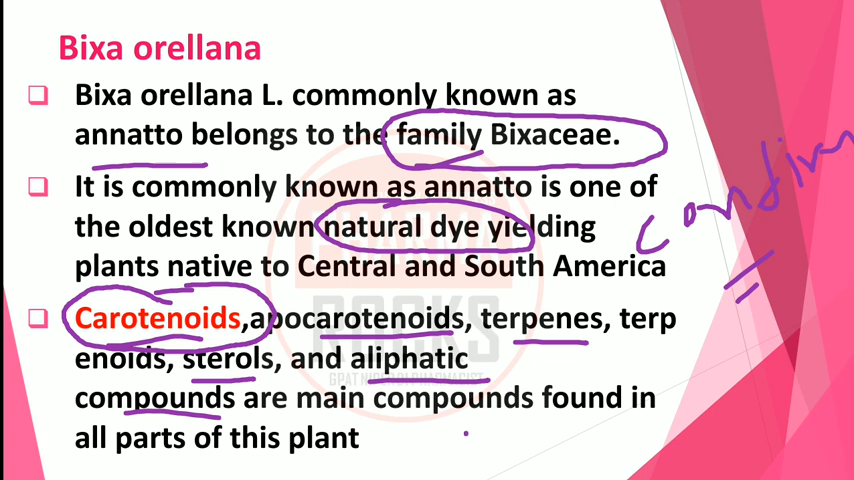 Bixa orellana
Bixa orellana L. commonly known as
annatto belongs to the family Bixaceae.
It is commonly known as annatto is one of
the oldest known natural dye yielding
plants native to Central and South America
Carotenoids,apocarotenoids, terpenes, terp
enoids, sterols, and aliphatic
compounds are main compounds found in
all parts of this plant
ROCKS